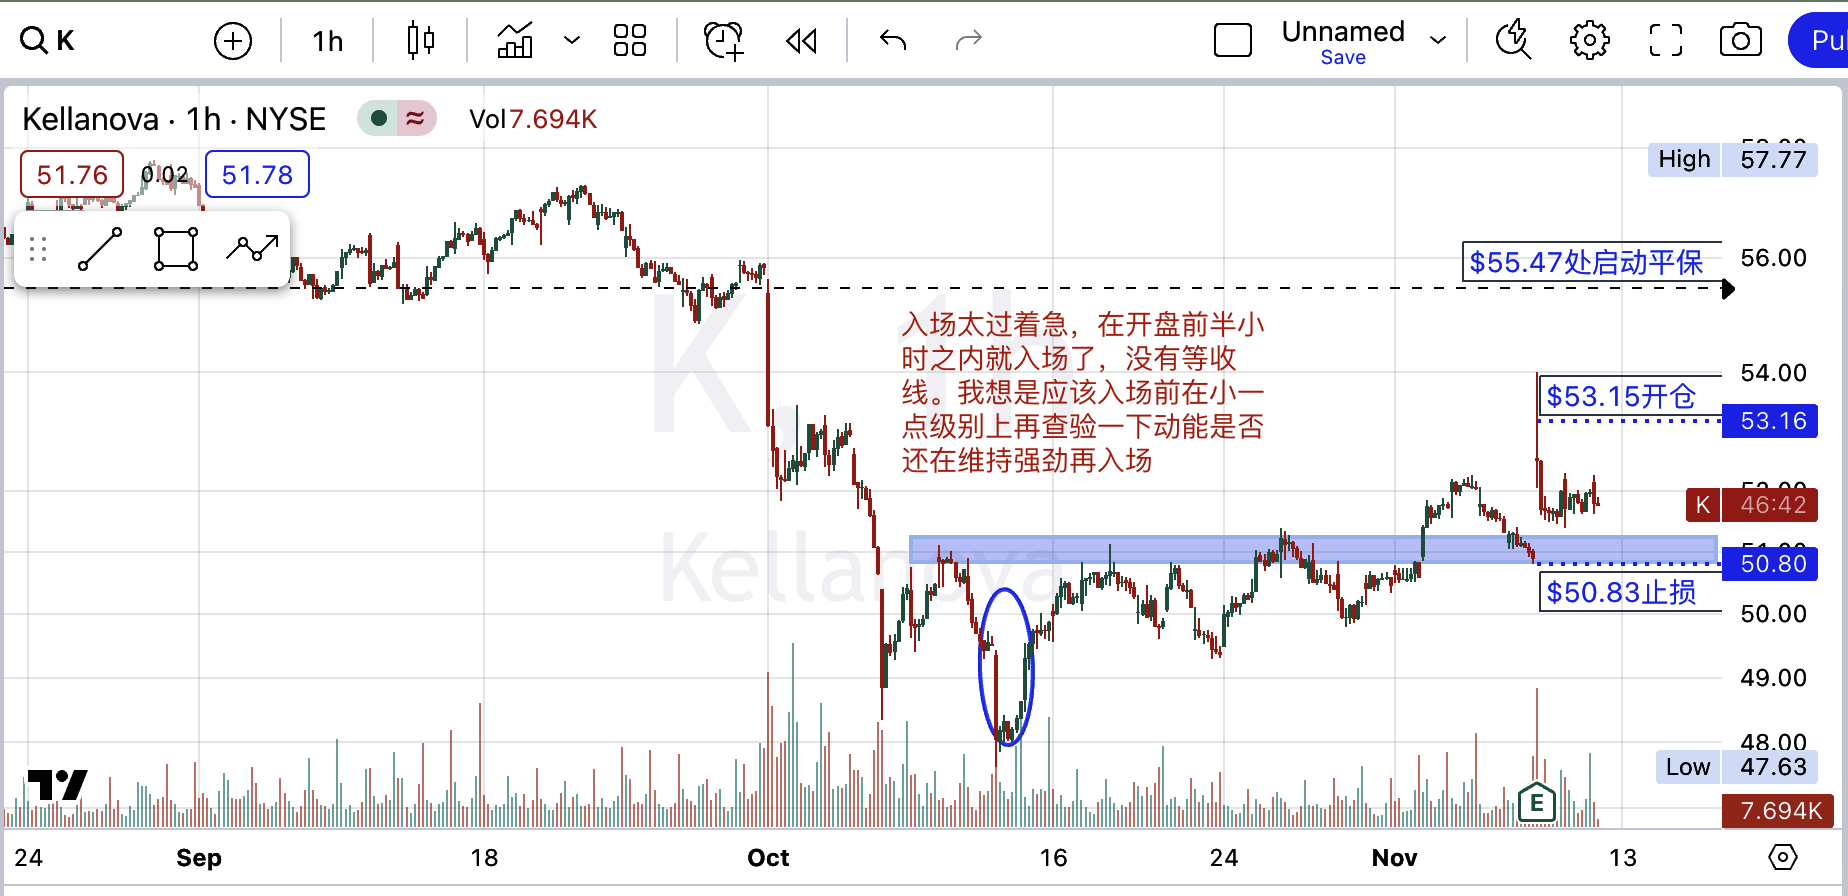 K
1h
Unnamed
Save
Pul
Kellanova · 1h · NYSE
Vol7.694K
51.76
0.02
51.78
High 57.77
$55.47处启动平保
56.00
入场太过着急，在开盘前半小
时之内就入场了，没有等收
线。我想是应该入场前在小一
点级别上再查验一下动能是否
还在维持强劲再入场
54.00
$53.15开仓
53.16
K 46:42
50.80
$50.83止损
50.00
49.00
48.00
Low 47.63
7.694K
E
K, 1h
Kellanova
24
Sep
18
Oct
16
24
Nov
13